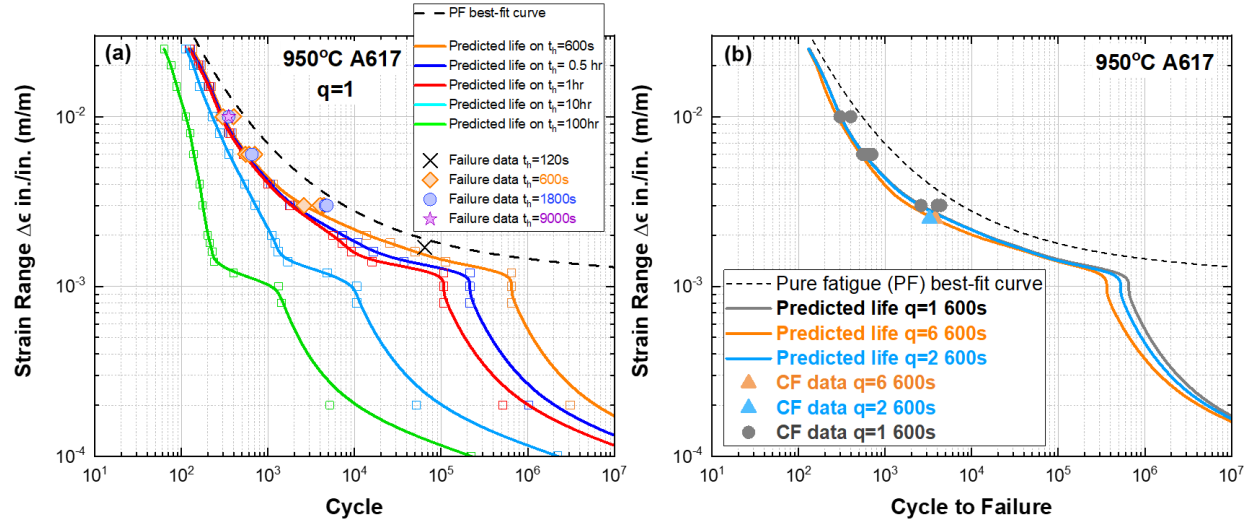 (a)
950°C A617
q=1
PF best-fit curve
Predicted life on th=600s
Predicted life on th= 0.5 hr
Predicted life on th=1hr
Predicted life on th=10hr
Predicted life on th=100hr
Failure data th=120s
Failure data th=600s
Failure data th=1800s
Failure data th=9000s
Strain Range Δϵ in./in. (m/m)
10-2
10-3
10-4
101
102
103
104
105
106
107
Cycle
(b)
950°C A617
Pure fatigue (PF) best-fit curve
Predicted life q=1 600s
Predicted life q=6 600s
Predicted life q=2 600s
CF data q=6 600s
CF data q=2 600s
CF data q=1 600s
Strain Range Δϵ in./in. (m/m)
10-2
10-3
10-4
101
102
103
104
105
106
107
Cycle to Failure